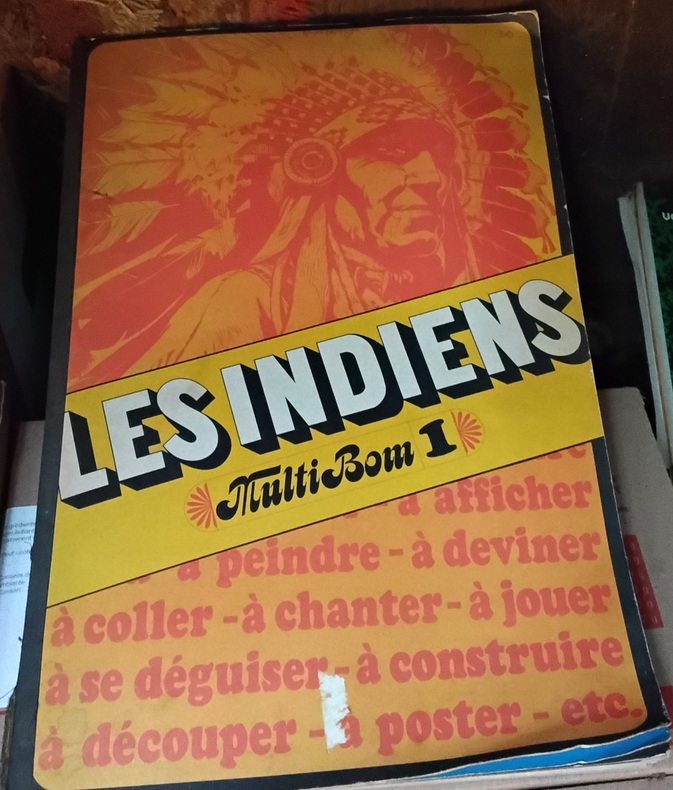 LES INDIENS
MultiBom 1
- à afficher
à peindre - à deviner
à coller - à chanter - à jouer
à se déguiser - à construire
à découper - à poster - etc.